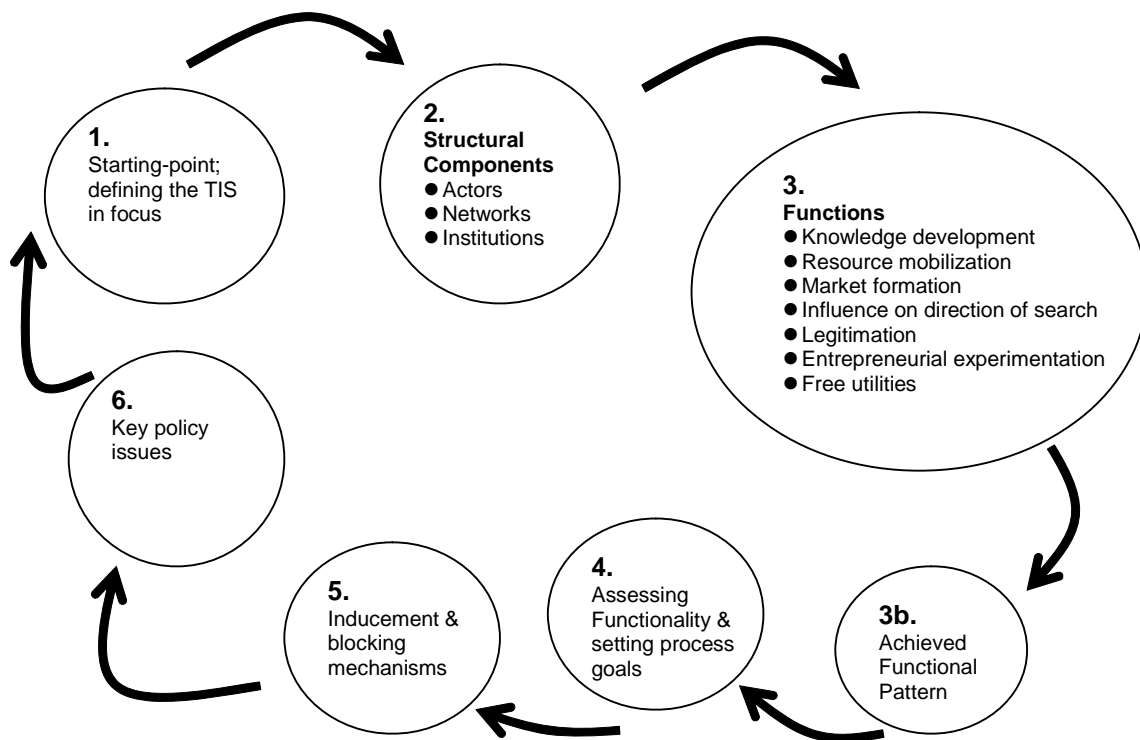 1.
Starting-point;
defining the TIS
in focus
2.
Structural
Components
● Actors
● Networks
● Institutions
3.
Functions
● Knowledge development
● Resource mobilization
● Market formation
● Influence on direction of search
● Legitimation
● Entrepreneurial experimentation
● Free utilities
3b.
Achieved
Functional
Pattern
4.
Assessing
Functionality &
setting process
goals
5.
Inducement &
blocking
mechanisms
6.
Key policy
issues